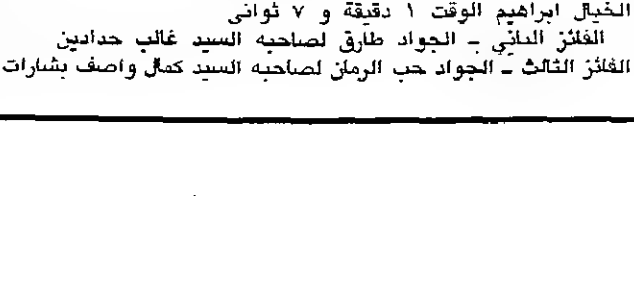 الخيال ابراهيم الوقت ١ دقيقة و ٧ ثوانى
الفائز الثاني ـ الجواد طارق لصاحبه السيد غالب حدادين
الفائز الثالث ـ الجواد حب الرمان لصاحبه السيد كمال واصف بشارات